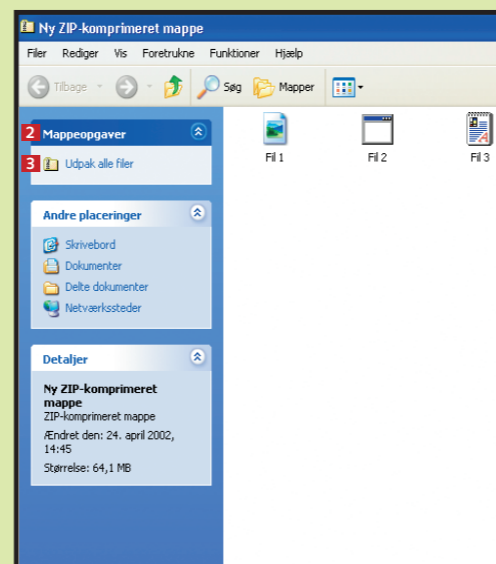 Ny ZIP-komprimeret mappe
Filer Rediger Vis Foretrukne Funktioner Hjælp
Tilbage Søg Mapper
2 Mappeopgaver
3 Udpak alle filer
Fil 1 Fil 2 Fil 3
Andre placeringer
Skrivebord
Dokumenter
Delte dokumenter
Netværkssteder
Detaljer
Ny ZIP-komprimeret
mappe
ZIP-komprimeret mappe
Ændret den: 24. april 2002,
14:45
Størrelse: 64,1 MB